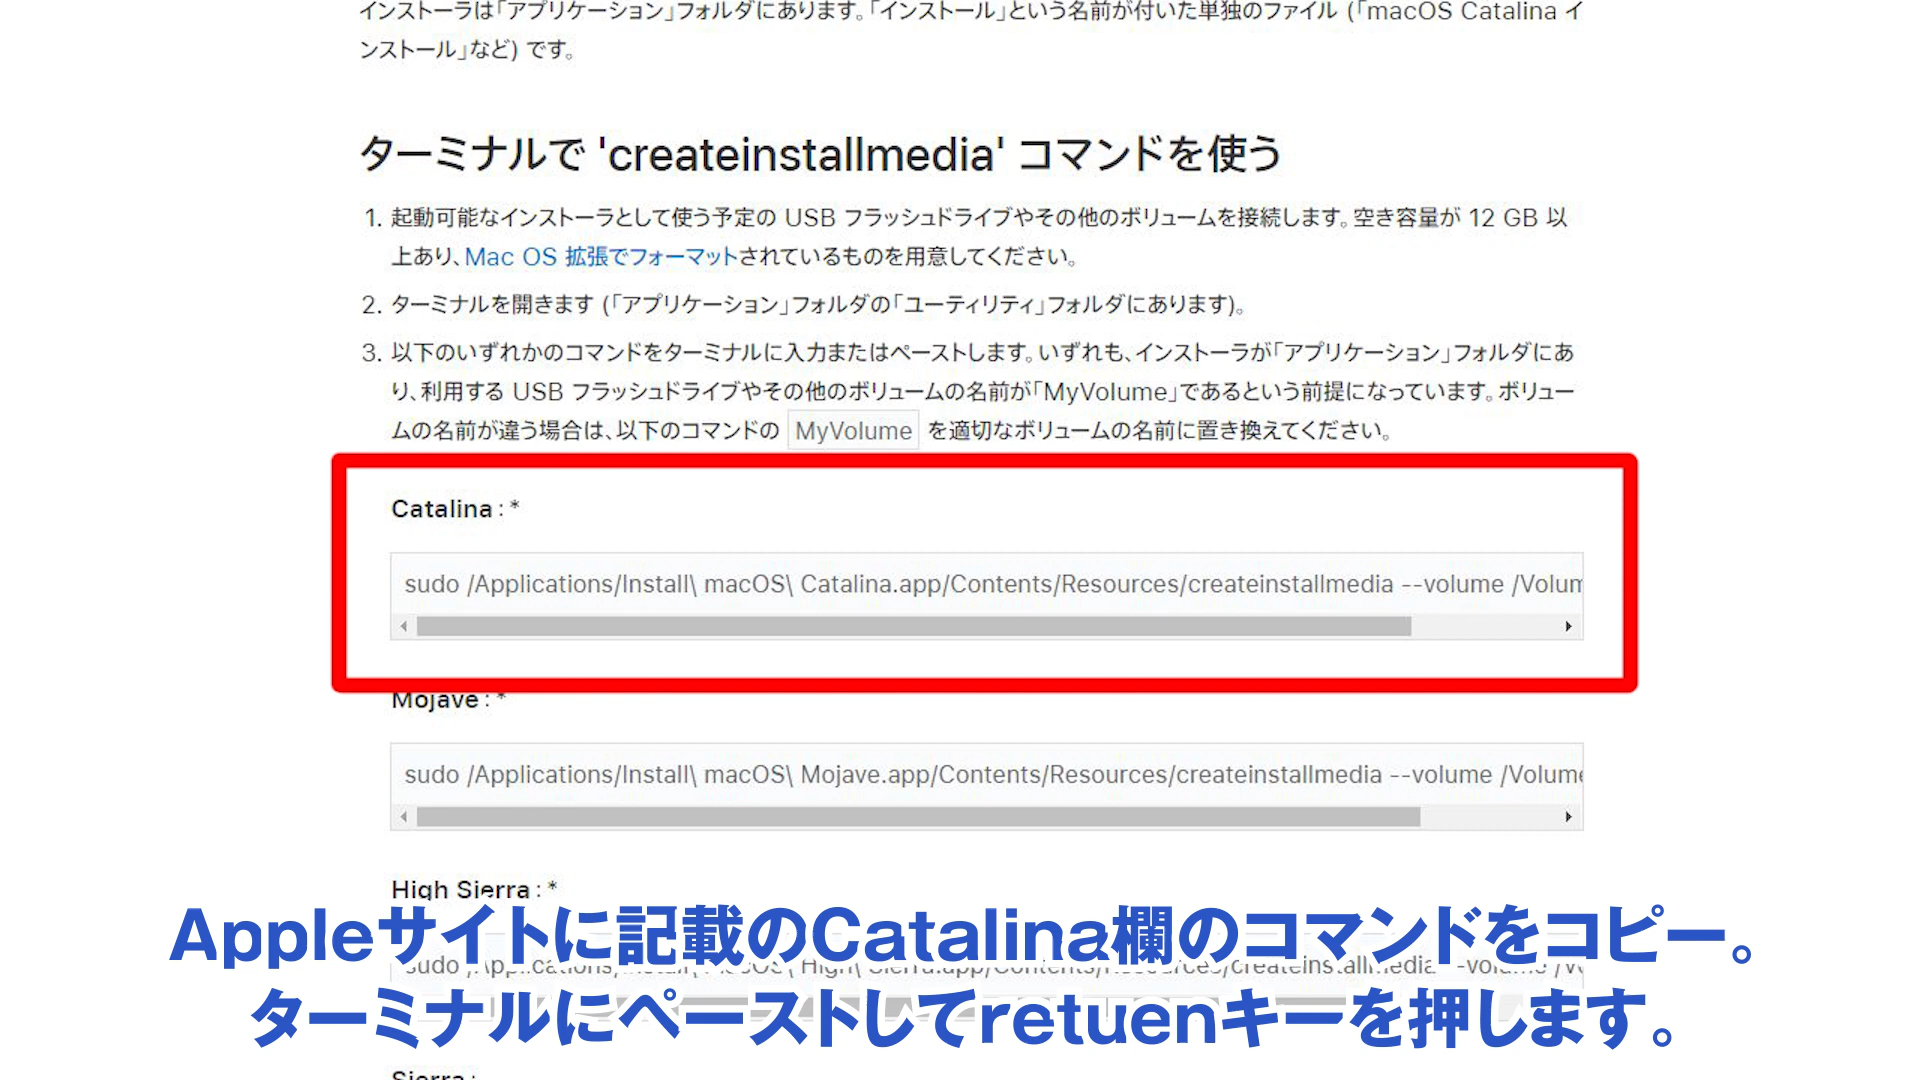 インストーラは「アプリケーション」フォルダにあります。「インストール」という名前が付いた単独のファイル (「macOS Catalina イ
ンストール」など) です。
ターミナルで 'createinstallmedia' コマンドを使う
1. 起動可能なインストーラとして使う予定の USB フラッシュドライブやその他のボリュームを接続します。空き容量が 12 GB 以
上あり、Mac OS 拡張でフォーマットされているものを用意してください。
2. ターミナルを開きます (「アプリケーション」フォルダの「ユーティリティ」フォルダにあります)。
3. 以下のいずれかのコマンドをターミナルに入力またはペーストします。いずれも、インストーラが「アプリケーション」フォルダにあ
り、利用する USB フラッシュドライブやその他のボリュームの名前が「MyVolume」であるという前提になっています。ボリュー
ムの名前が違う場合は、以下のコマンドの MyVolume を適切なボリュームの名前に置き換えてください。
Catalina : *
sudo /Applications/Install\ macOS\ Catalina.app/Contents/Resources/createinstallmedia --volume /Volum
Mojave : *
sudo /Applications/Install\ macOS\ Mojave.app/Contents/Resources/createinstallmedia --volume /Volume
High Sierra : *
Appleサイトに記載のCatalina欄のコマンドをコピー。
sudo /Applications/Install\ macOS\ High\ Sierra.app/Contents/Resources/createinstallmedia --volume /Vo
ターミナルにペーストしてretuenキーを押します。
Sierra :